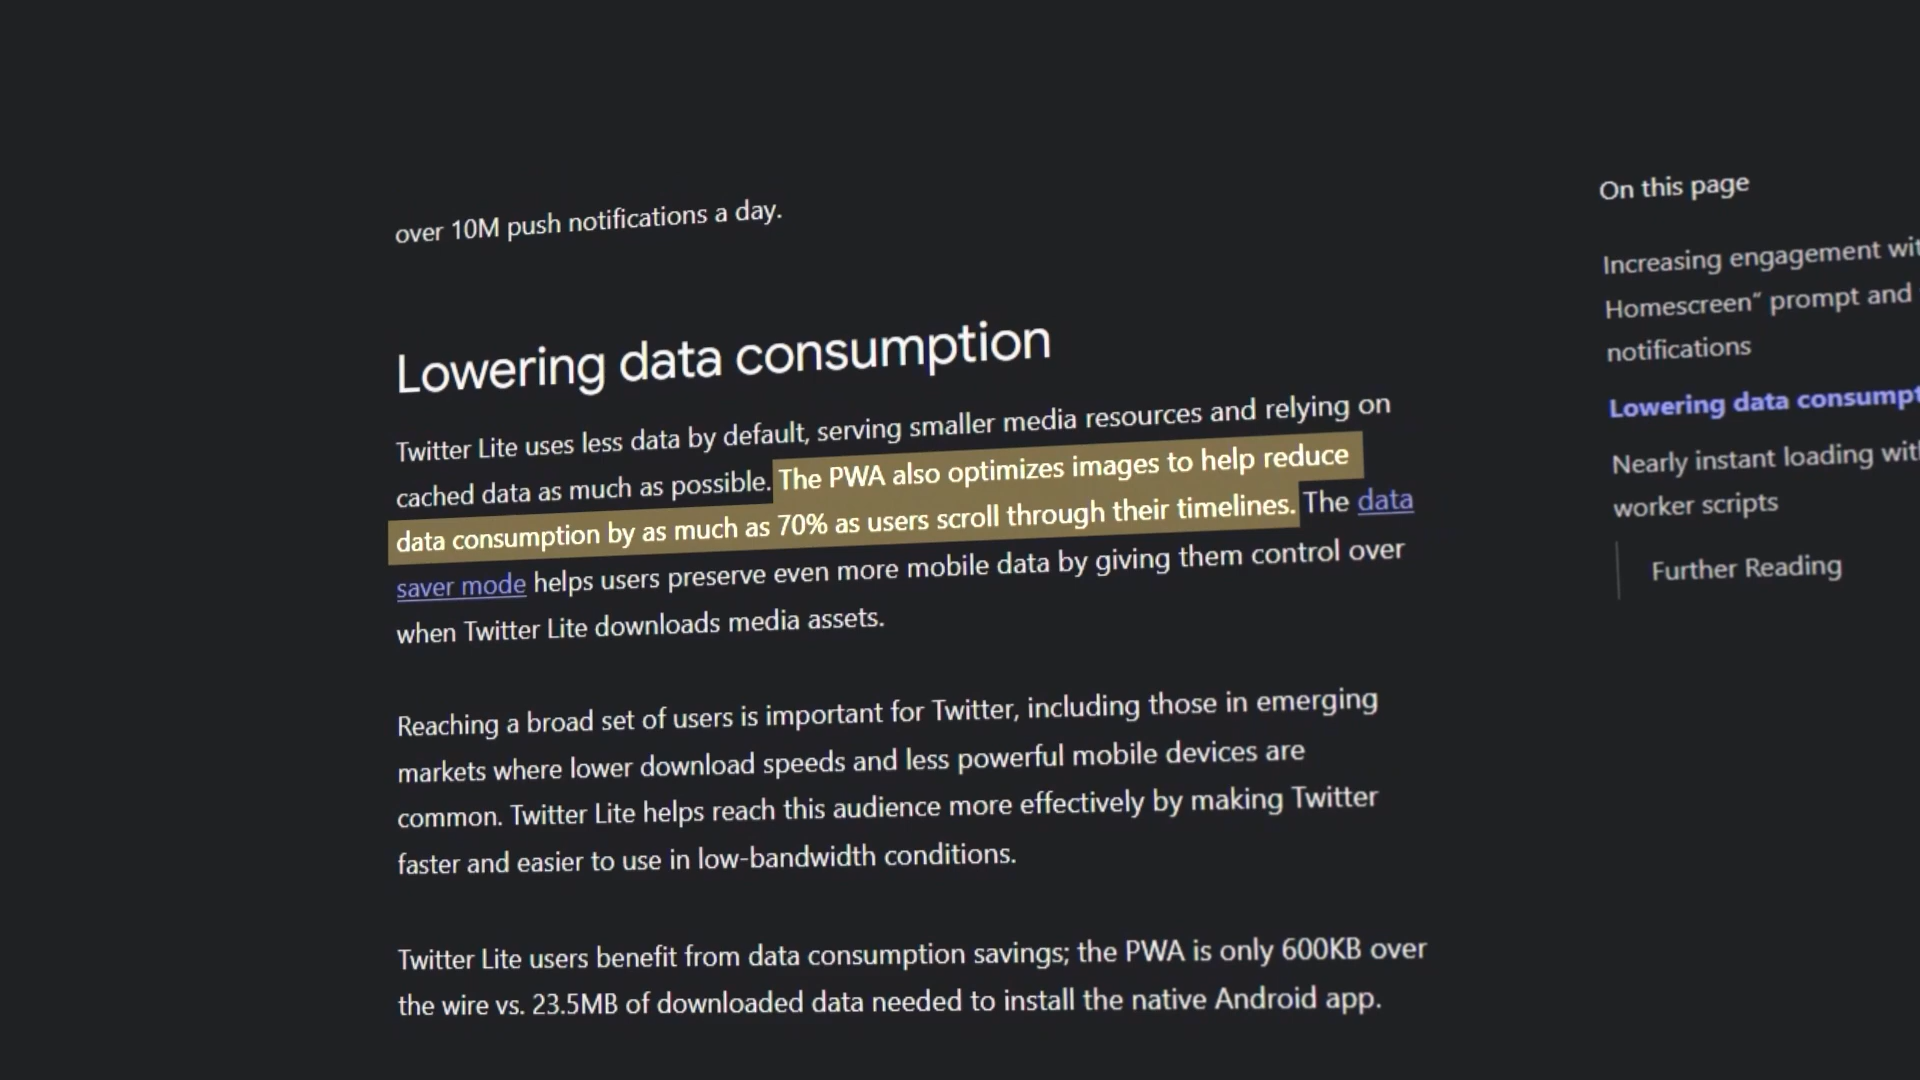 over 10M push notifications a day.
Lowering data consumption
Twitter Lite uses less data by default, serving smaller media resources and relying on
cached data as much as possible. The PWA also optimizes images to help reduce
data consumption by as much as 70% as users scroll through their timelines. The data
saver mode helps users preserve even more mobile data by giving them control over
when Twitter Lite downloads media assets.
Reaching a broad set of users is important for Twitter, including those in emerging
markets where lower download speeds and less powerful mobile devices are
common. Twitter Lite helps reach this audience more effectively by making Twitter
faster and easier to use in low-bandwidth conditions.
Twitter Lite users benefit from data consumption savings; the PWA is only 600KB over
the wire vs. 23.5MB of downloaded data needed to install the native Android app.
On this page
Increasing engagement wit
Homescreen” prompt and
notifications
Lowering data consumpt
Nearly instant loading wit
worker scripts
Further Reading